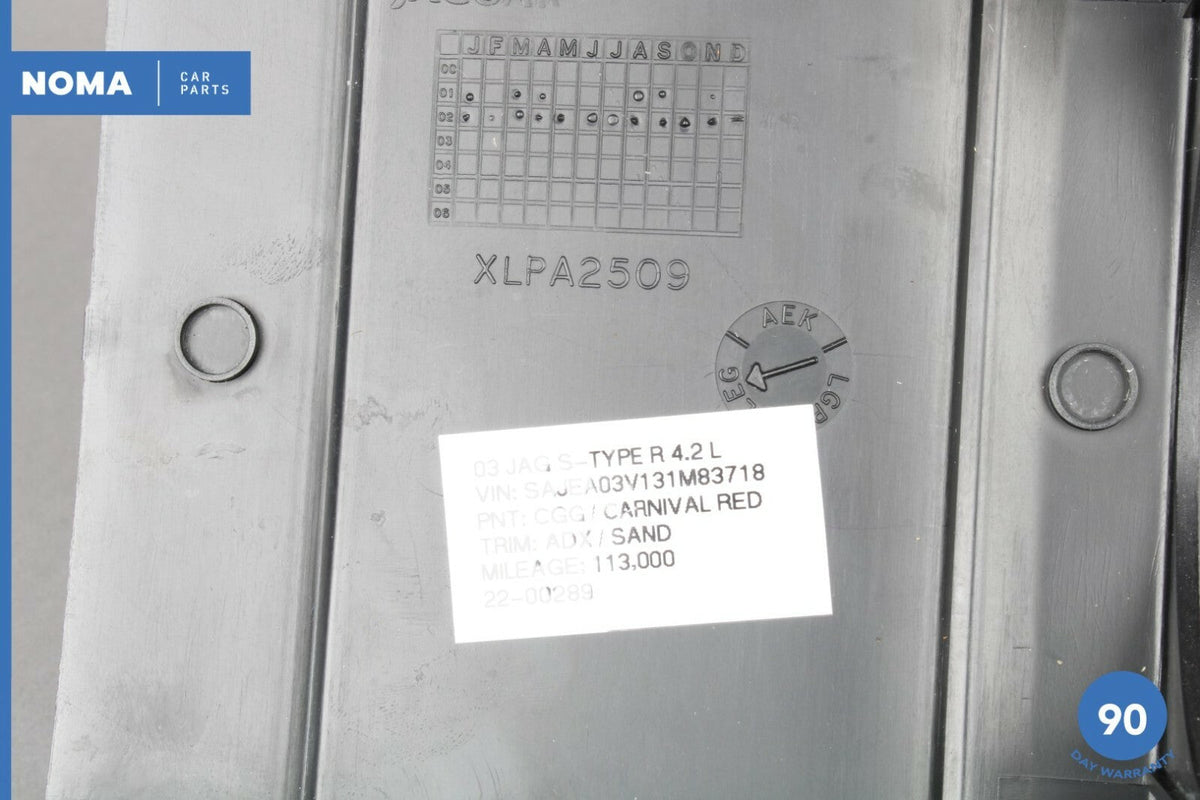 NOMA
CAR
PARTS
J F M A M J J A S O N D
00
01
02
03
04
05
06
XLPA2509
AEK
03 JAG S-TYPE R 4.2 L
VIN: SAJEA03V131M83718
PNT: CGG / CARNIVAL RED
TRIM: ADX / SAND
MILEAGE: 113,000
22-00289
90
DAY WARRANTY